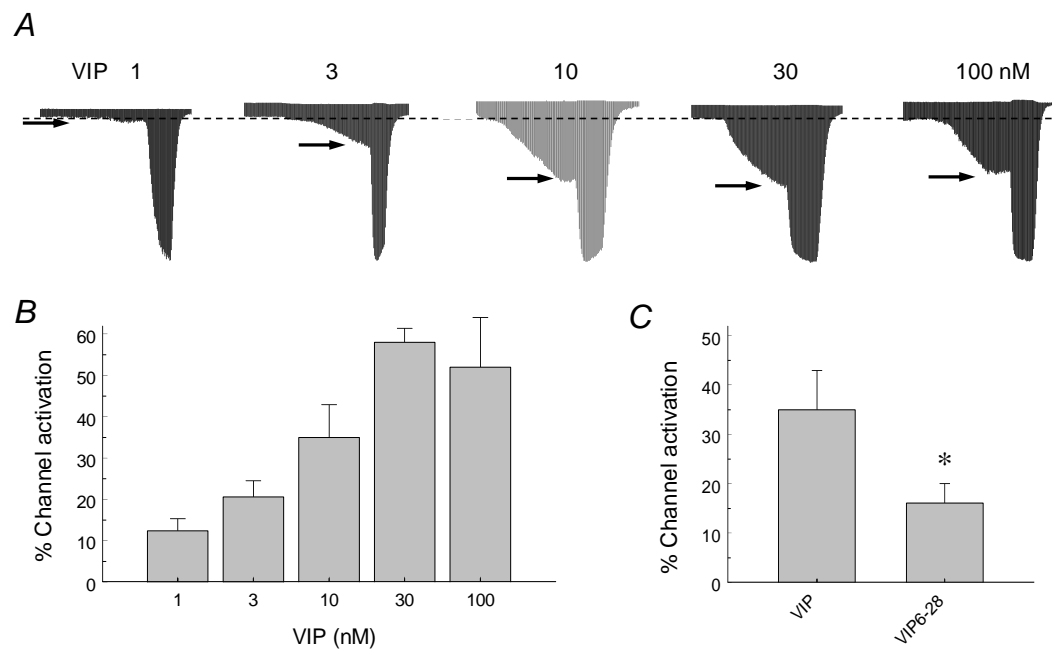 A
VIP 1 3 10 30 100 nM
B
% Channel activation
60
50
40
30
20
10
0
1 3 10 30 100
VIP (nM)
C
% Channel activation
50
40
30
20
10
0
*
VIP
VIP6-28